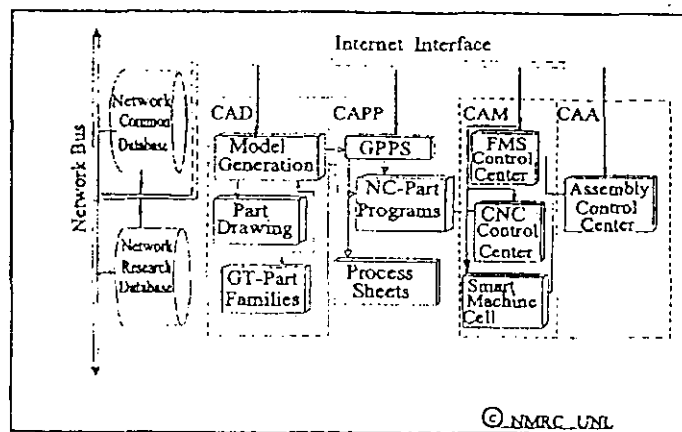 Internet Interface
Network Bus
Network
Common
Database
Network
Research
Database
CAD
Model
Generation
Part
Drawing
GT-Part
Families
CAPP
GPPS
NC-Part
Programs
Process
Sheets
CAM
FMS
Control
Center
CNC
Control
Center
Smart
Machine
Cell
CAA
Assembly
Control
Center
© NMRC_UNL